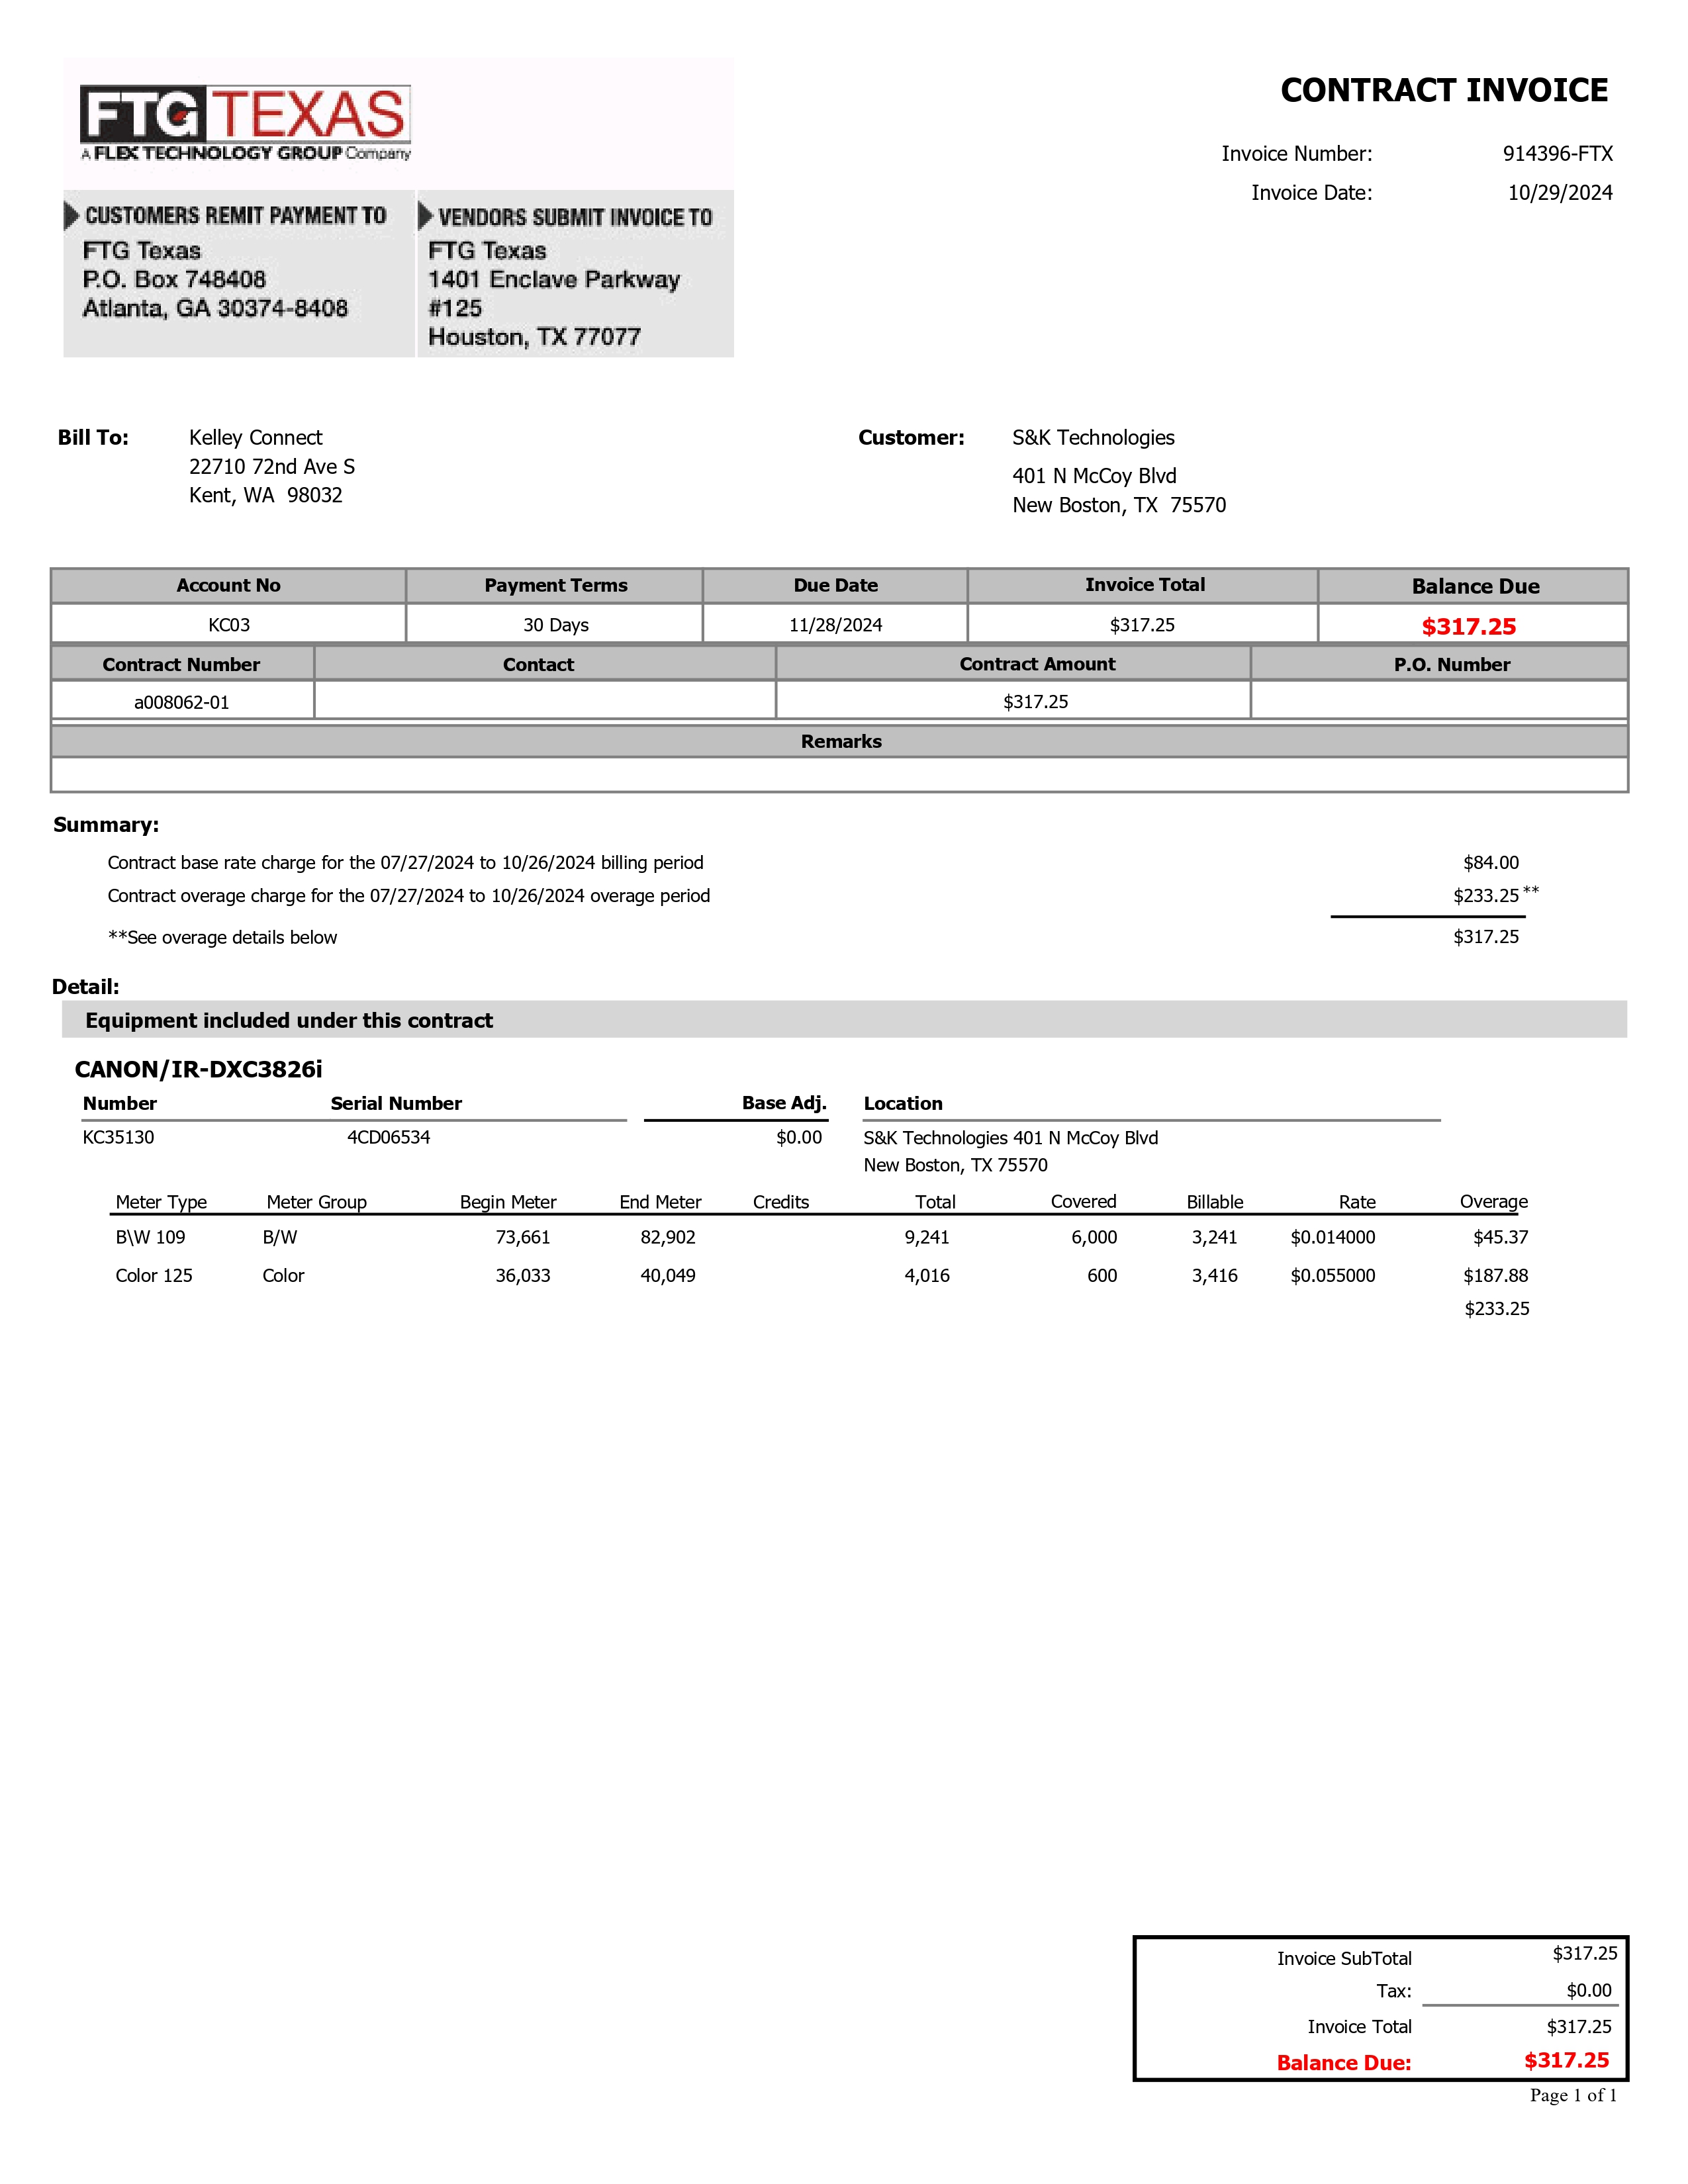 FTG TEXAS
A FLEX TECHNOLOGY GROUP Company
CONTRACT INVOICE
Invoice Number: 914396-FTX
Invoice Date: 10/29/2024
CUSTOMERS REMIT PAYMENT TO
FTG Texas
P.O. Box 748408
Atlanta, GA 30374-8408
VENDORS SUBMIT INVOICE TO
FTG Texas
1401 Enclave Parkway
#125
Houston, TX 77077
Bill To: Kelley Connect
22710 72nd Ave S
Kent, WA 98032
Customer: S&K Technologies
401 N McCoy Blvd
New Boston, TX 75570
Account No Payment Terms Due Date Invoice Total Balance Due
KC03 30 Days 11/28/2024 $317.25 $317.25
Contract Number Contact Contract Amount P.O. Number
a008062-01 $317.25
Remarks
Summary:
Contract base rate charge for the 07/27/2024 to 10/26/2024 billing period $84.00
Contract overage charge for the 07/27/2024 to 10/26/2024 overage period $233.25 **
**See overage details below $317.25
Detail:
Equipment included under this contract
CANON/IR-DXC3826i
Number Serial Number Base Adj. Location
KC35130 4CD06534 $0.00 S&K Technologies 401 N McCoy Blvd
New Boston, TX 75570
Meter Type Meter Group Begin Meter End Meter Credits Total Covered Billable Rate Overage
B\W 109 B/W 73,661 82,902 9,241 6,000 3,241 $0.014000 $45.37
Color 125 Color 36,033 40,049 4,016 600 3,416 $0.055000 $187.88
$233.25
Invoice SubTotal $317.25
Tax: $0.00
Invoice Total $317.25
Balance Due: $317.25
Page 1 of 1